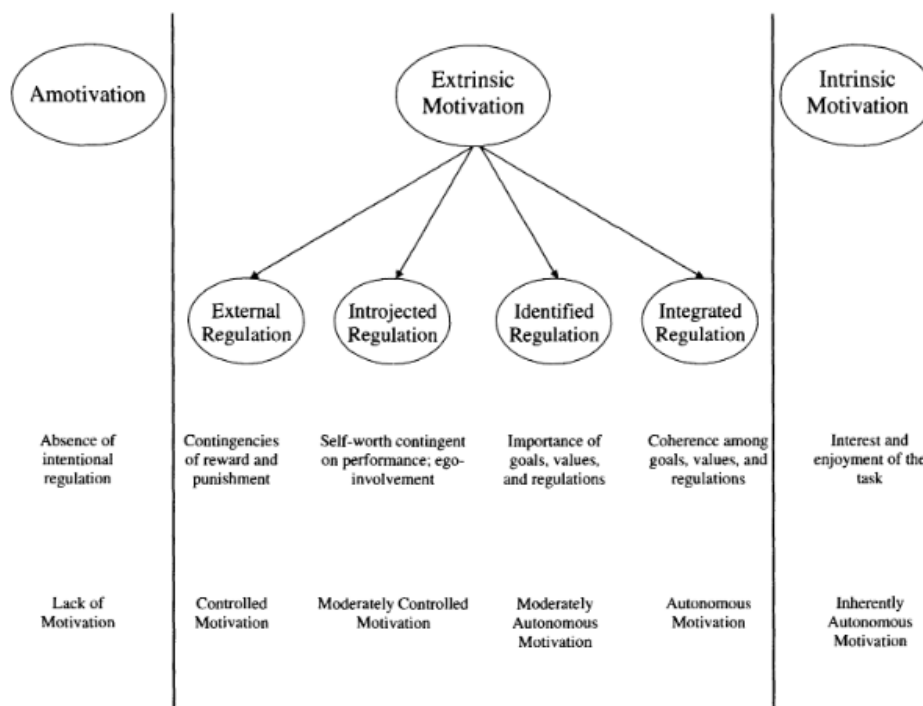 Amotivation
Extrinsic
Motivation
Intrinsic
Motivation
External
Regulation
Introjected
Regulation
Identified
Regulation
Integrated
Regulation
Absence of
intentional
regulation
Contingencies
of reward and
punishment
Self-worth contingent
on performance; ego-
involvement
Importance of
goals, values,
and regulations
Coherence among
goals, values, and
regulations
Interest and
enjoyment of the
task
Lack of
Motivation
Controlled
Motivation
Moderately Controlled
Motivation
Moderately
Autonomous
Motivation
Autonomous
Motivation
Inherently
Autonomous
Motivation